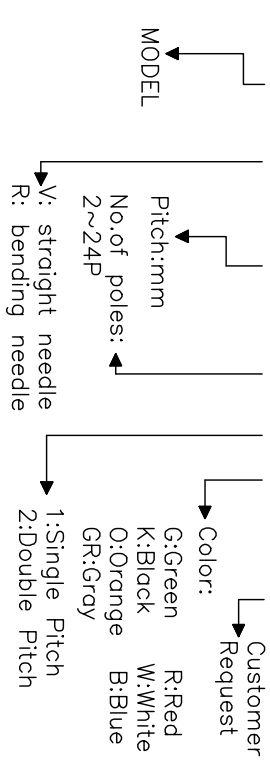 MODEL
Pitch:mm
No.of poles:
2~24P
V: straight needle
R: bending needle
Customer
Request
Color:
G:Green R:Red
K:Black W:White
O:Orange B:Blue
GR:Gray
1:Single Pitch
2:Double Pitch